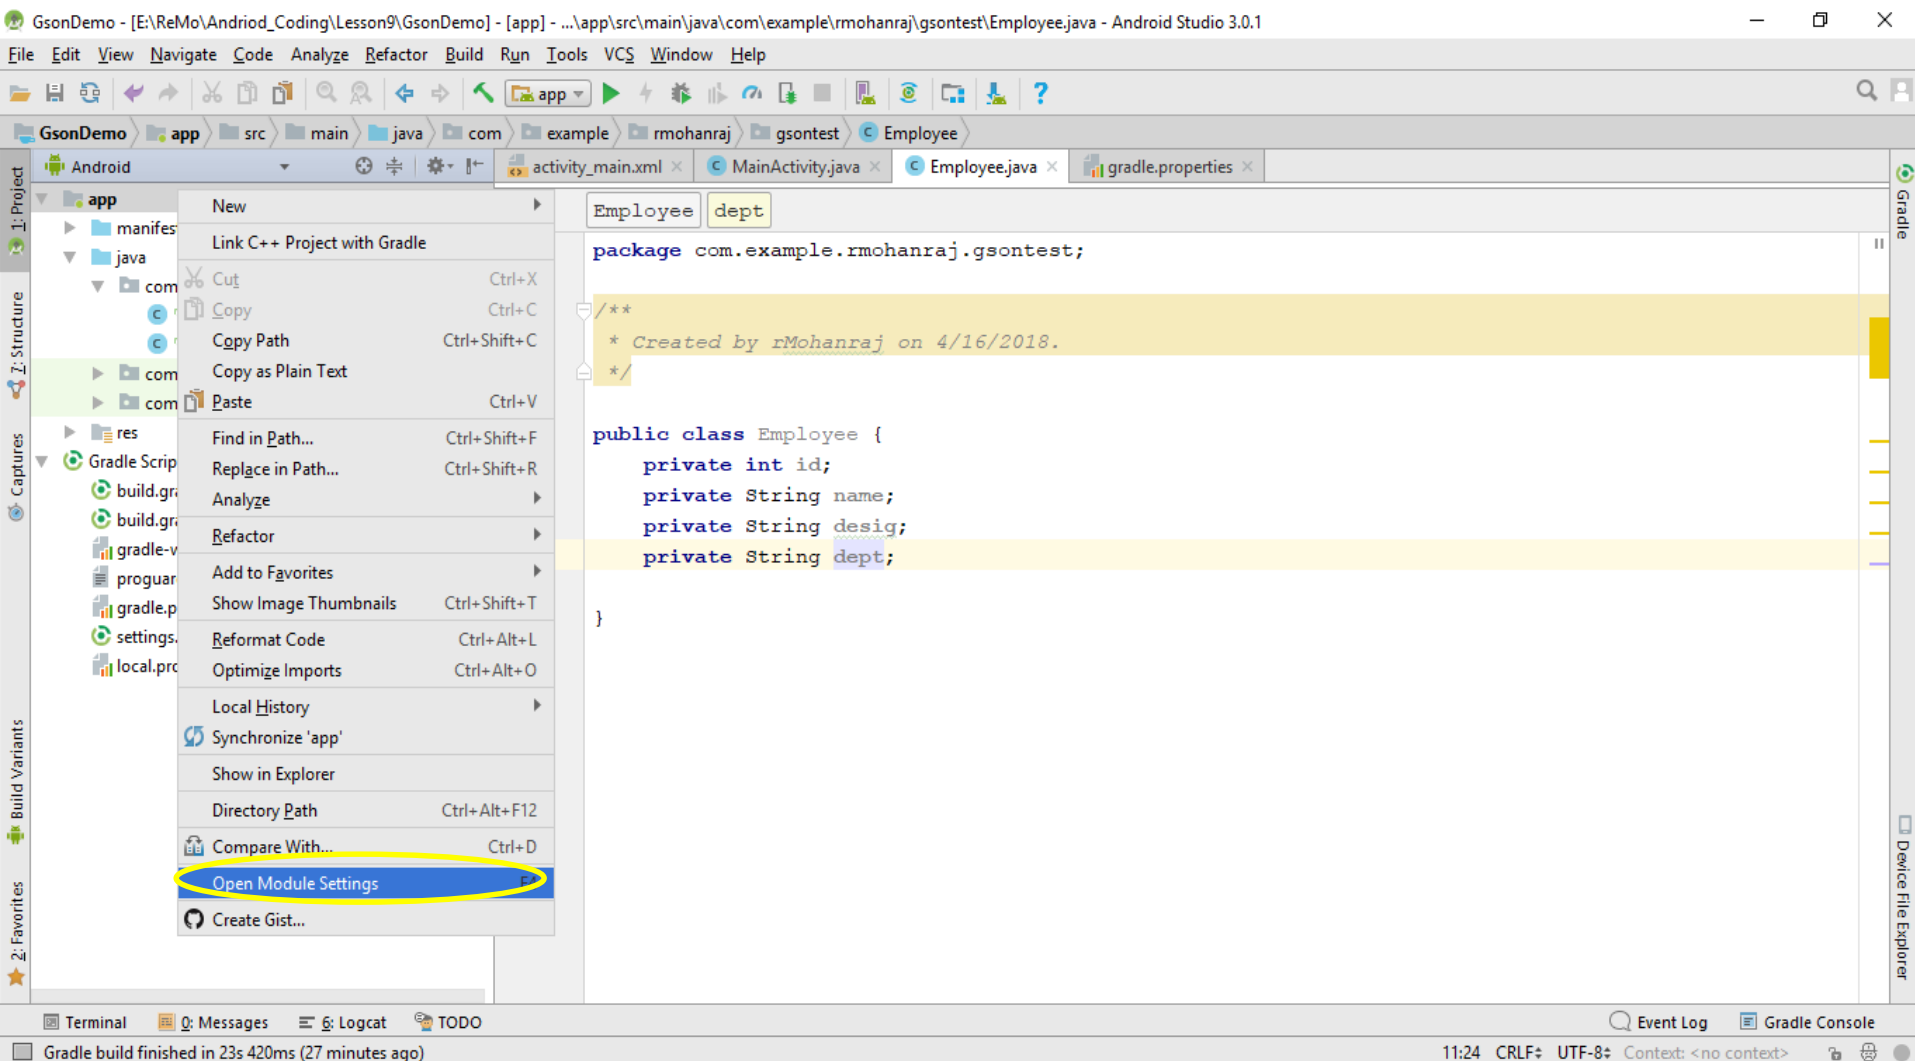 GsonDemo - [E:\ReMo\Andriod_Coding\Lesson9\GsonDemo] - [app] - ...\app\src\main\java\com\example\rmohanraj\gsontest\Employee.java - Android Studio 3.0.1
File Edit View Navigate Code Analyze Refactor Build Run Tools VCS Window Help
app
GsonDemo app src main java com example rmohanraj gsontest Employee
Android
activity_main.xml MainActivity.java Employee.java gradle.properties
1: Project
7: Structure
Captures
Build Variants
2: Favorites
app
manifes
java
com
com
com
res
Gradle Scrip
build.gra
build.gra
gradle-w
proguar
gradle.p
settings.
local.pro
New
Link C++ Project with Gradle
Cut Ctrl+X
Copy Ctrl+C
Copy Path Ctrl+Shift+C
Copy as Plain Text
Paste Ctrl+V
Find in Path... Ctrl+Shift+F
Replace in Path... Ctrl+Shift+R
Analyze
Refactor
Add to Favorites
Show Image Thumbnails Ctrl+Shift+T
Reformat Code Ctrl+Alt+L
Optimize Imports Ctrl+Alt+O
Local History
Synchronize 'app'
Show in Explorer
Directory Path Ctrl+Alt+F12
Compare With... Ctrl+D
Open Module Settings F4
Create Gist...
Employee dept
package com.example.rmohanraj.gsontest;
/**
* Created by rMohanraj on 4/16/2018.
*/
public class Employee {
private int id;
private String name;
private String desig;
private String dept;
}
Gradle
Device File Explorer
Terminal 0: Messages 6: Logcat TODO Event Log Gradle Console
Gradle build finished in 23s 420ms (27 minutes ago) 11:24 CRLF UTF-8 Context: <no context>